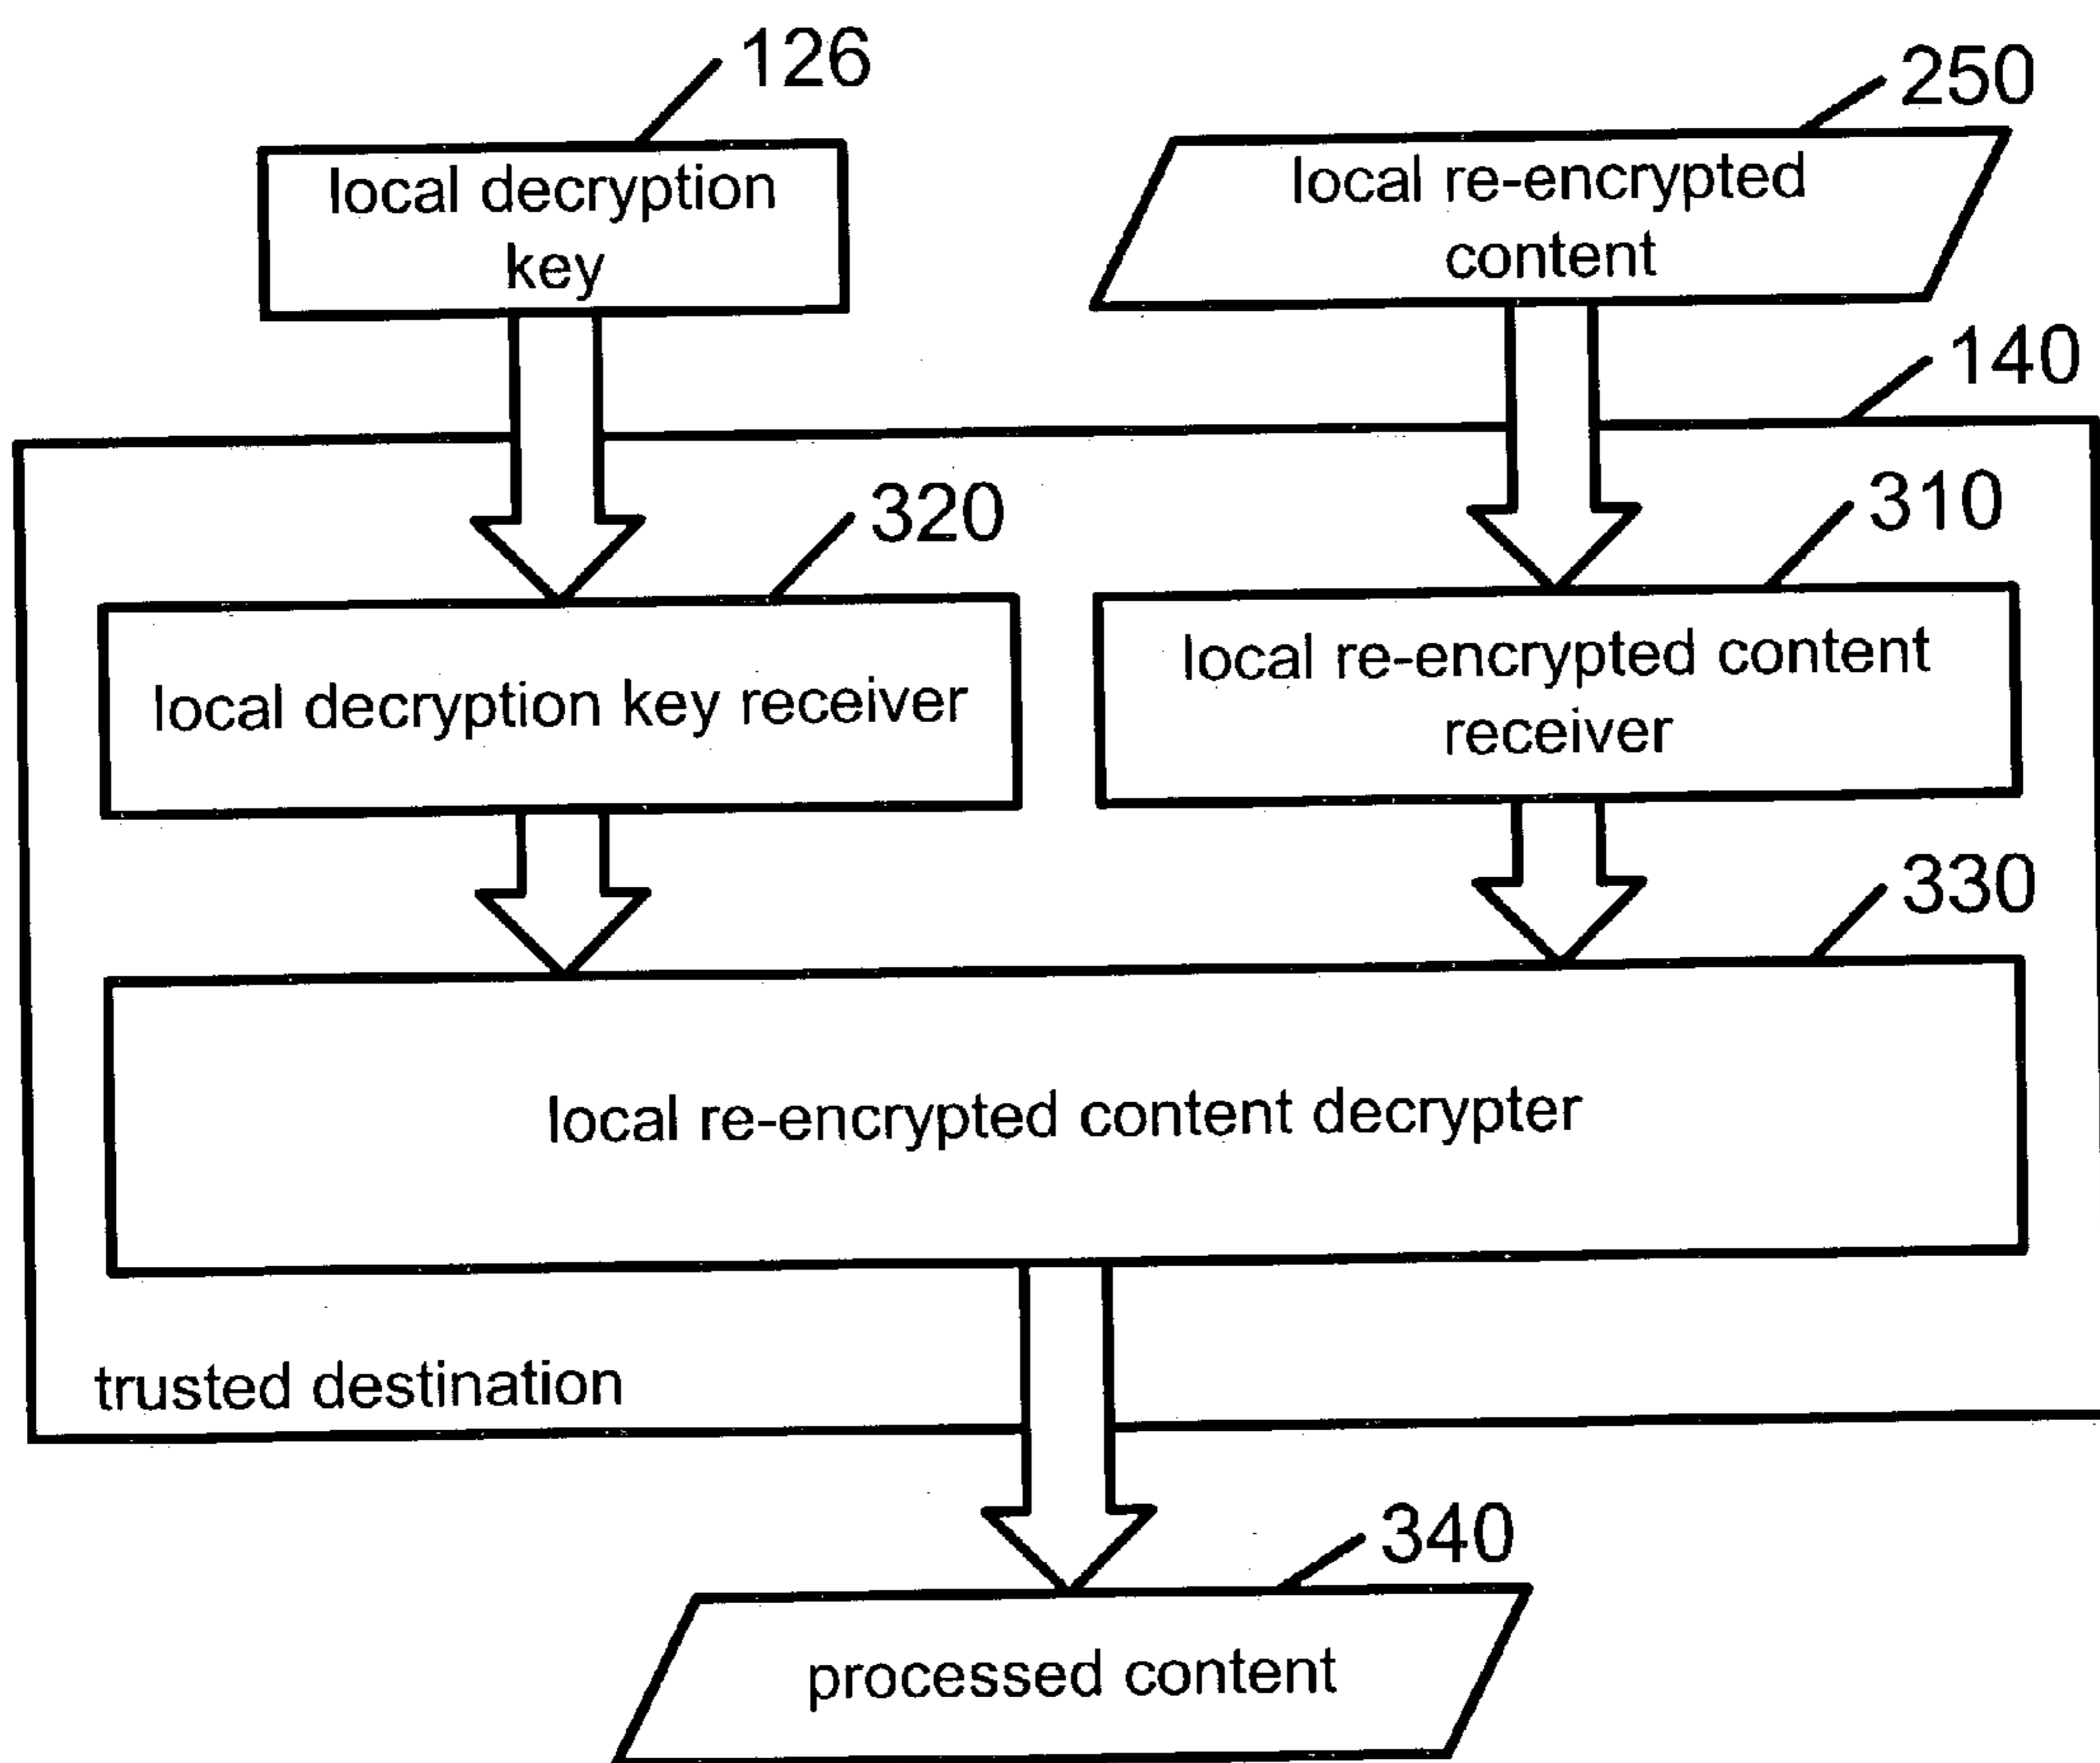 126
250
local decryption
key
local re-encrypted
content
140
320
310
local decryption key receiver
local re-encrypted content
receiver
330
local re-encrypted content decrypter
trusted destination
340
processed content